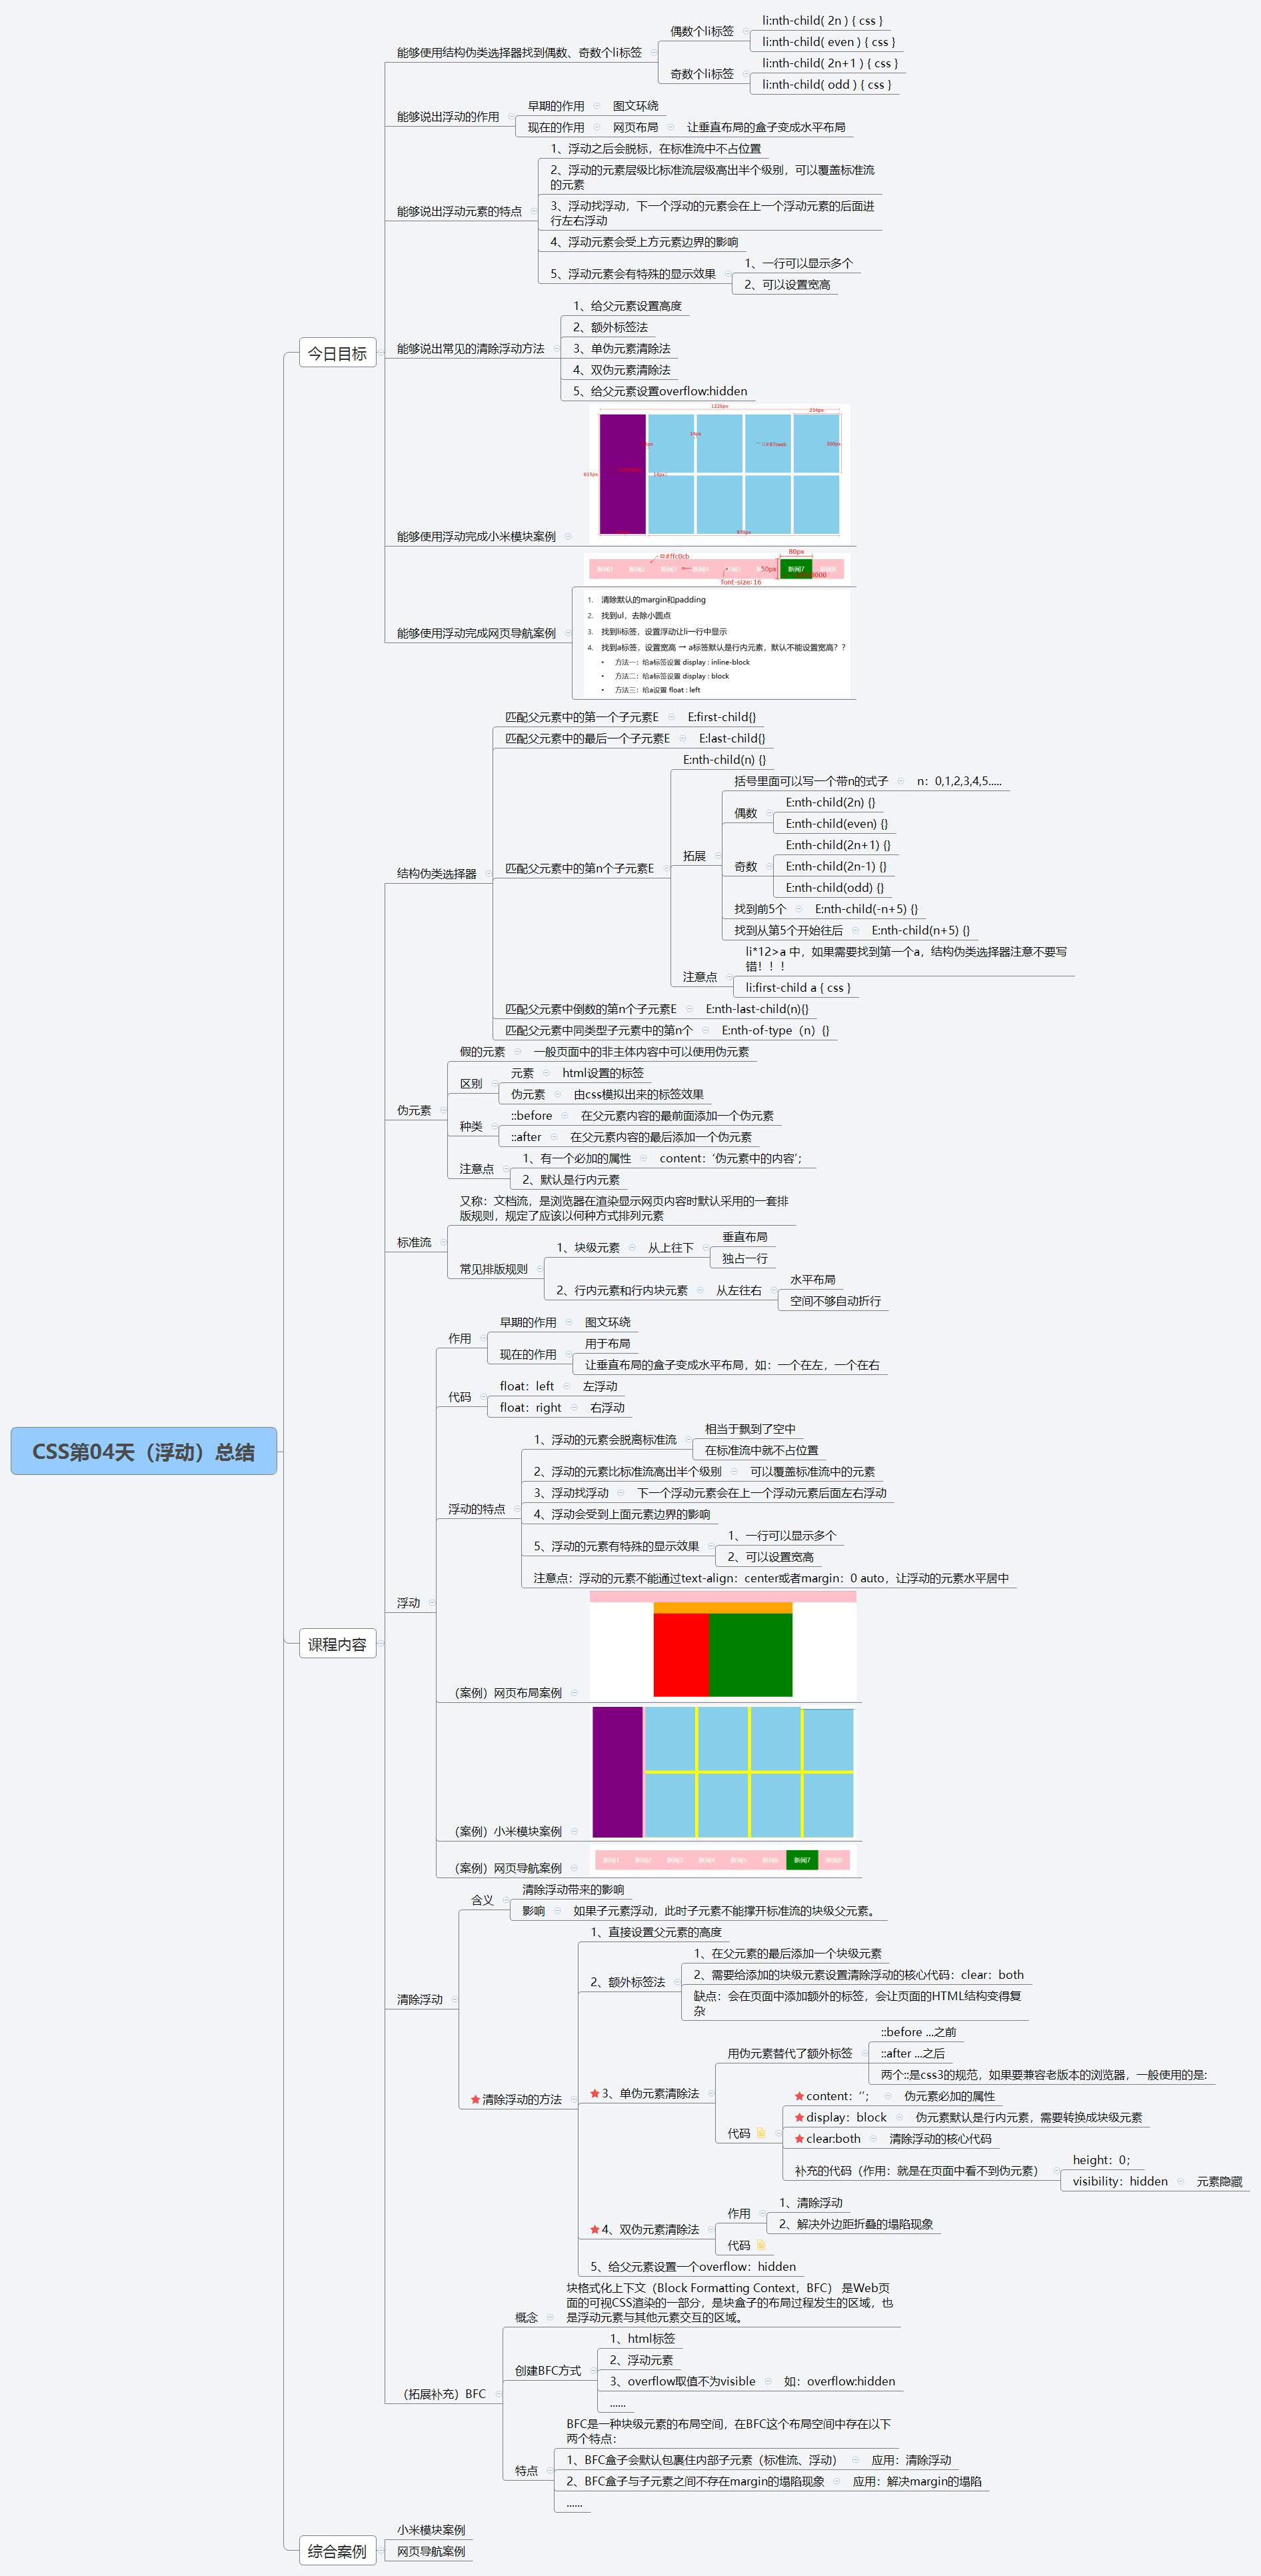 CSS第04天（浮动）总结
今日目标
能够使用结构伪类选择器找到偶数、奇数个li标签
偶数个li标签
li:nth-child( 2n ) { css }
li:nth-child( even ) { css }
奇数个li标签
li:nth-child( 2n+1 ) { css }
li:nth-child( odd ) { css }
能够说出浮动的作用
早期的作用
图文环绕
现在的作用
网页布局
让垂直布局的盒子变成水平布局
能够说出浮动元素的特点
1、浮动之后会脱标，在标准流中不占位置
2、浮动的元素层级比标准流层级高出半个级别，可以覆盖标准流
的元素
3、浮动找浮动，下一个浮动的元素会在上一个浮动元素的后面进
行左右浮动
4、浮动元素会受上方元素边界的影响
5、浮动元素会有特殊的显示效果
1、一行可以显示多个
2、可以设置宽高
能够说出常见的清除浮动方法
1、给父元素设置高度
2、额外标签法
3、单伪元素清除法
4、双伪元素清除法
5、给父元素设置overflow:hidden
能够使用浮动完成小米模块案例
1226px
234px
14px
300px
14px
能够使用浮动完成网页导航案例
#ffc0cb
80px
50px
新闻7
font-size:16
1. 清除默认的margin和padding
2. 找到ul，去除小圆点
3. 找到li标签，设置浮动让li一行中显示
4. 找到a标签，设置宽高 → a标签默认是行内元素，默认不能设置宽高？？
• 方法一：给a标签设置 display : inline-block
• 方法二：给a标签设置 display : block
• 方法三：给a设置 float : left
课程内容
结构伪类选择器
匹配父元素中的第一个子元素E
E:first-child{}
匹配父元素中的最后一个子元素E
E:last-child{}
匹配父元素中的第n个子元素E
E:nth-child(n) {}
拓展
括号里面可以写一个带n的式子
n：0,1,2,3,4,5.....
偶数
E:nth-child(2n) {}
E:nth-child(even) {}
奇数
E:nth-child(2n+1) {}
E:nth-child(2n-1) {}
E:nth-child(odd) {}
找到前5个
E:nth-child(-n+5) {}
找到从第5个开始往后
E:nth-child(n+5) {}
注意点
li*12>a 中，如果需要找到第一个a，结构伪类选择器注意不要写
错！！！
li:first-child a { css }
匹配父元素中倒数的第n个子元素E
E:nth-last-child(n){}
匹配父元素中同类型子元素中的第n个
E:nth-of-type（n）{}
伪元素
假的元素
一般页面中的非主体内容中可以使用伪元素
区别
元素
html设置的标签
伪元素
由css模拟出来的标签效果
种类
::before
在父元素内容的最前面添加一个伪元素
::after
在父元素内容的最后添加一个伪元素
注意点
1、有一个必加的属性
content：‘伪元素中的内容’；
2、默认是行内元素
标准流
又称：文档流，是浏览器在渲染显示网页内容时默认采用的一套排
版规则，规定了应该以何种方式排列元素
常见排版规则
1、块级元素
从上往下
垂直布局
独占一行
2、行内元素和行内块元素
从左往右
水平布局
空间不够自动折行
浮动
作用
早期的作用
图文环绕
现在的作用
用于布局
让垂直布局的盒子变成水平布局，如：一个在左，一个在右
代码
float：left
左浮动
float：right
右浮动
浮动的特点
1、浮动的元素会脱离标准流
相当于飘到了空中
在标准流中就不占位置
2、浮动的元素比标准流高出半个级别
可以覆盖标准流中的元素
3、浮动找浮动
下一个浮动元素会在上一个浮动元素后面左右浮动
4、浮动会受到上面元素边界的影响
5、浮动的元素有特殊的显示效果
1、一行可以显示多个
2、可以设置宽高
注意点：浮动的元素不能通过text-align：center或者margin：0 auto，让浮动的元素水平居中
（案例）网页布局案例
（案例）小米模块案例
（案例）网页导航案例
新闻1 新闻2 新闻3 新闻4 新闻5 新闻6 新闻7 新闻8
清除浮动
含义
清除浮动带来的影响
影响
如果子元素浮动，此时子元素不能撑开标准流的块级父元素。
清除浮动的方法
1、直接设置父元素的高度
2、额外标签法
1、在父元素的最后添加一个块级元素
2、需要给添加的块级元素设置清除浮动的核心代码：clear：both
缺点：会在页面中添加额外的标签，会让页面的HTML结构变得复
杂
3、单伪元素清除法
用伪元素替代了额外标签
::before ...之前
::after ...之后
两个::是css3的规范，如果要兼容老版本的浏览器，一般使用的是:
代码
content：‘’；
伪元素必加的属性
display：block
伪元素默认是行内元素，需要转换成块级元素
clear:both
清除浮动的核心代码
补充的代码（作用：就是在页面中看不到伪元素）
height：0；
visibility：hidden
元素隐藏
4、双伪元素清除法
作用
1、清除浮动
2、解决外边距折叠的塌陷现象
代码
5、给父元素设置一个overflow：hidden
（拓展补充）BFC
概念
块格式化上下文（Block Formatting Context，BFC） 是Web页
面的可视CSS渲染的一部分，是块盒子的布局过程发生的区域，也
是浮动元素与其他元素交互的区域。
创建BFC方式
1、html标签
2、浮动元素
3、overflow取值不为visible
如：overflow:hidden
......
特点
BFC是一种块级元素的布局空间，在BFC这个布局空间中存在以下
两个特点：
1、BFC盒子会默认包裹住内部子元素（标准流、浮动）
应用：清除浮动
2、BFC盒子与子元素之间不存在margin的塌陷现象
应用：解决margin的塌陷
......
综合案例
小米模块案例
网页导航案例